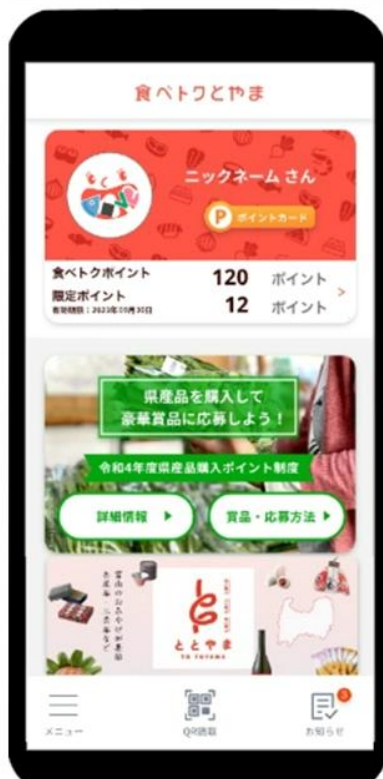 食べトクとやま
ニックネーム さん
P ポイントカード
食べトクポイント 120 ポイント
限定ポイント 12 ポイント
県産品を購入して
豪華賞品に応募しよう！
令和4年度県産品購入ポイント制度
詳細情報
賞品・応募方法
ととやま
TO TOYAMA
3
メニュー
QR読取
お知らせ